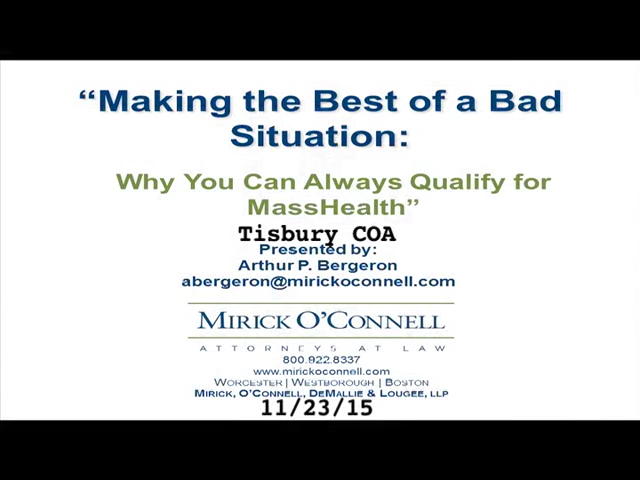 “Making the Best of a Bad
Situation:
Why You Can Always Qualify for
MassHealth”
Tisbury COA
Presented by:
Arthur P. Bergeron
abergeron@mirickoconnell.com
MIRICK O’CONNELL
ATTORNEYS AT LAW
800.922.8337
www.mirickoconnell.com
WORCESTER | WESTBOROUGH | BOSTON
MIRICK, O’CONNELL, DEMALLIE & LOUGEE, LLP
11/23/15